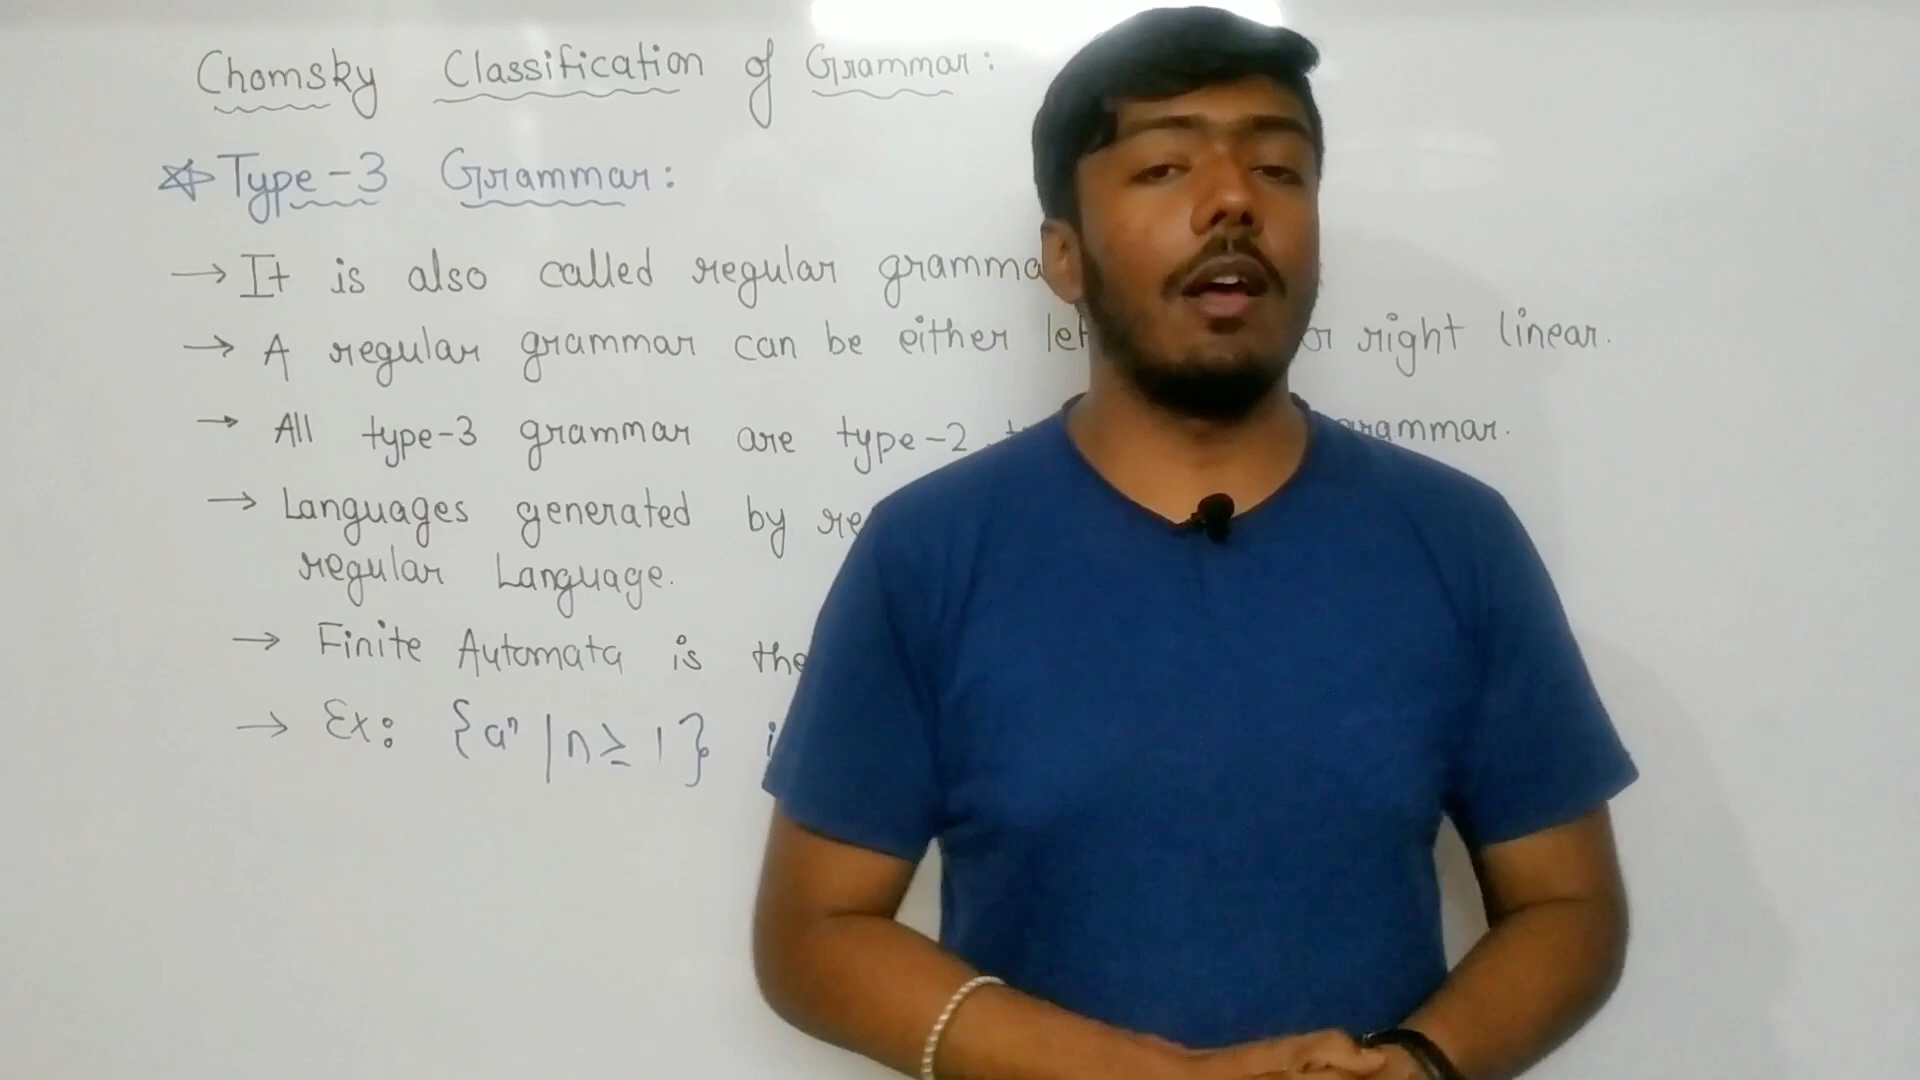 Chomsky Classification of Grammar:
Type-3 Grammar:
→ It is also called regular gramma
→ A regular grammar can be either lef or right linear.
→ All type-3 grammar are type-2 grammar.
→ Languages generated by re
regular Language.
→ Finite Automata is the
→ Ex: {aⁿ | n ≥ 1} i